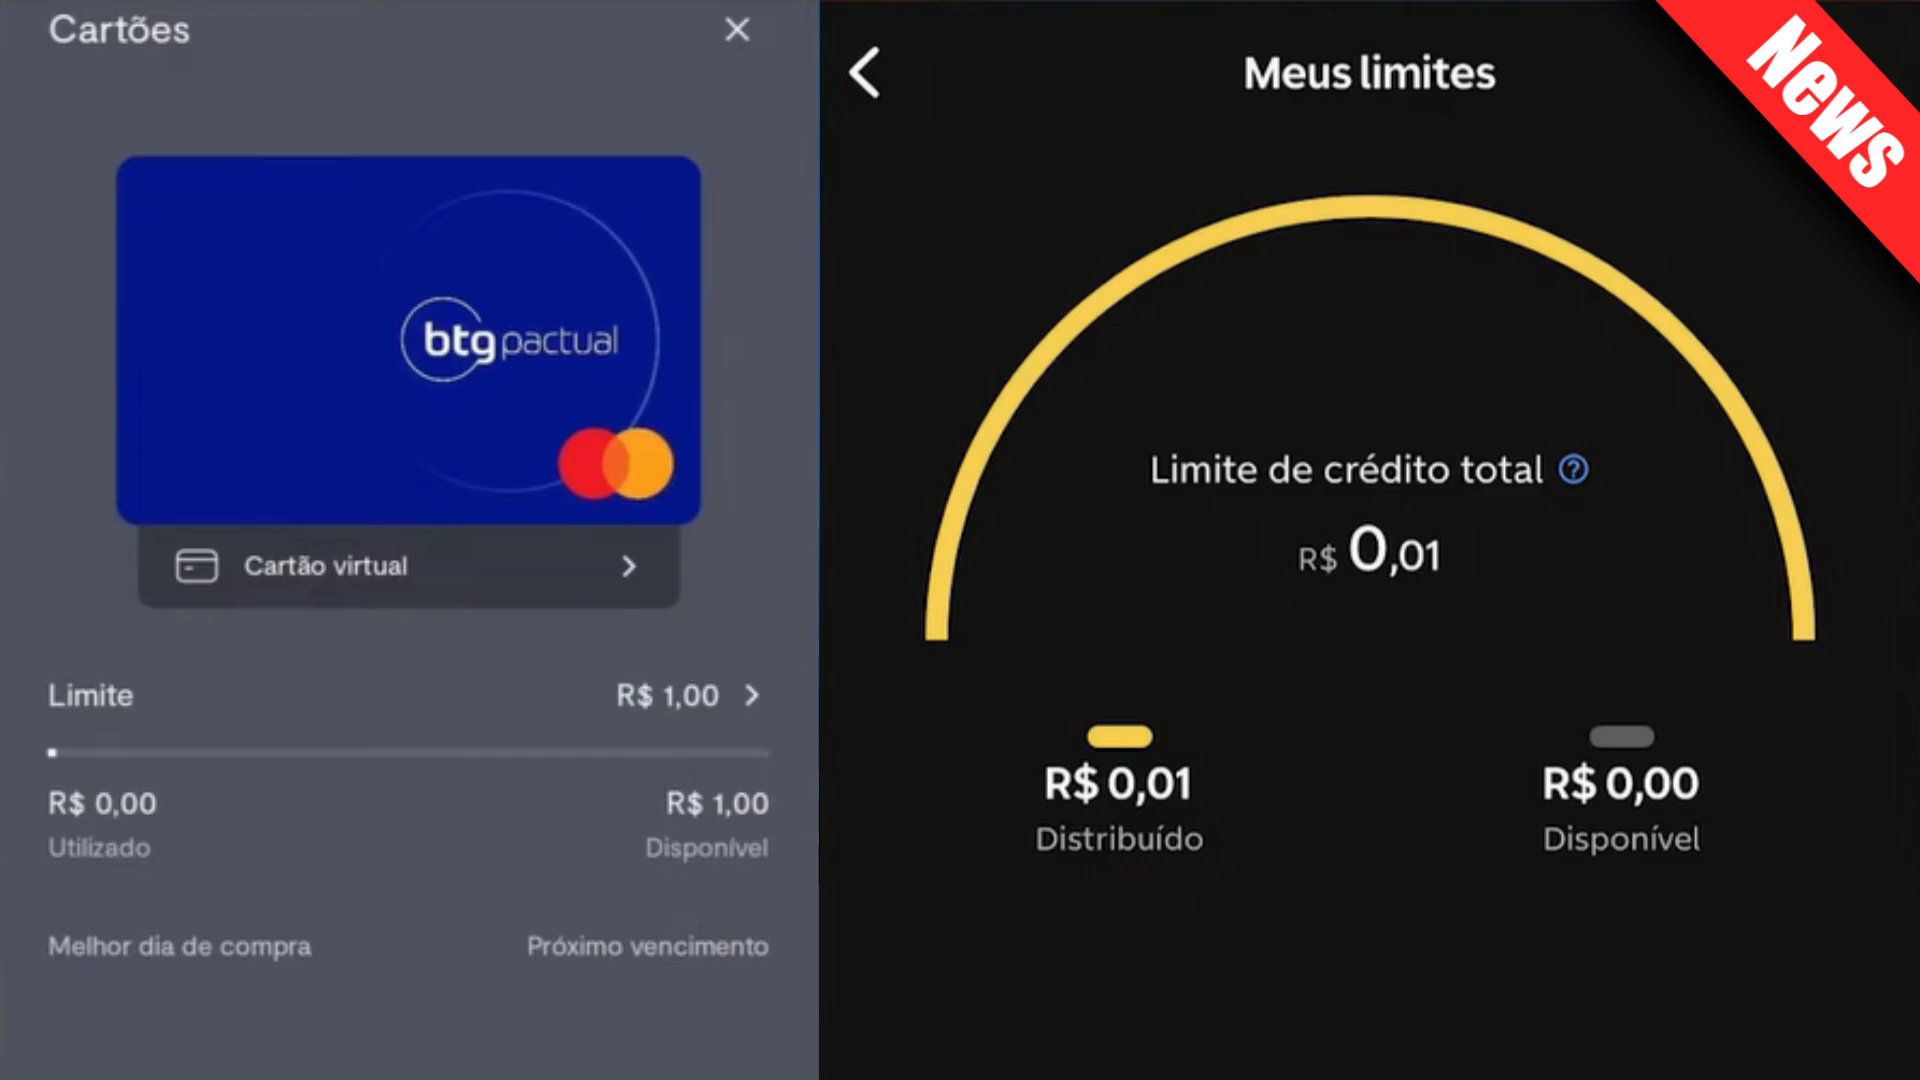 Cartões
btg pactual
Cartão virtual
Limite R$ 1,00
R$ 0,00 R$ 1,00
Utilizado Disponível
Melhor dia de compra Próximo vencimento
Meus limites
News
Limite de crédito total ?
R$ 0,01
R$ 0,01 R$ 0,00
Distribuído Disponível